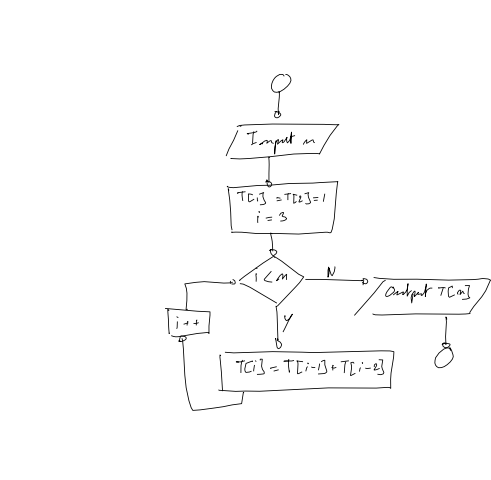 Input n
T[1] = T[2] = 1
i = 3
i < n
N
Output T[n]
Y
i++
T[i] = T[i-1] + T[i-2]